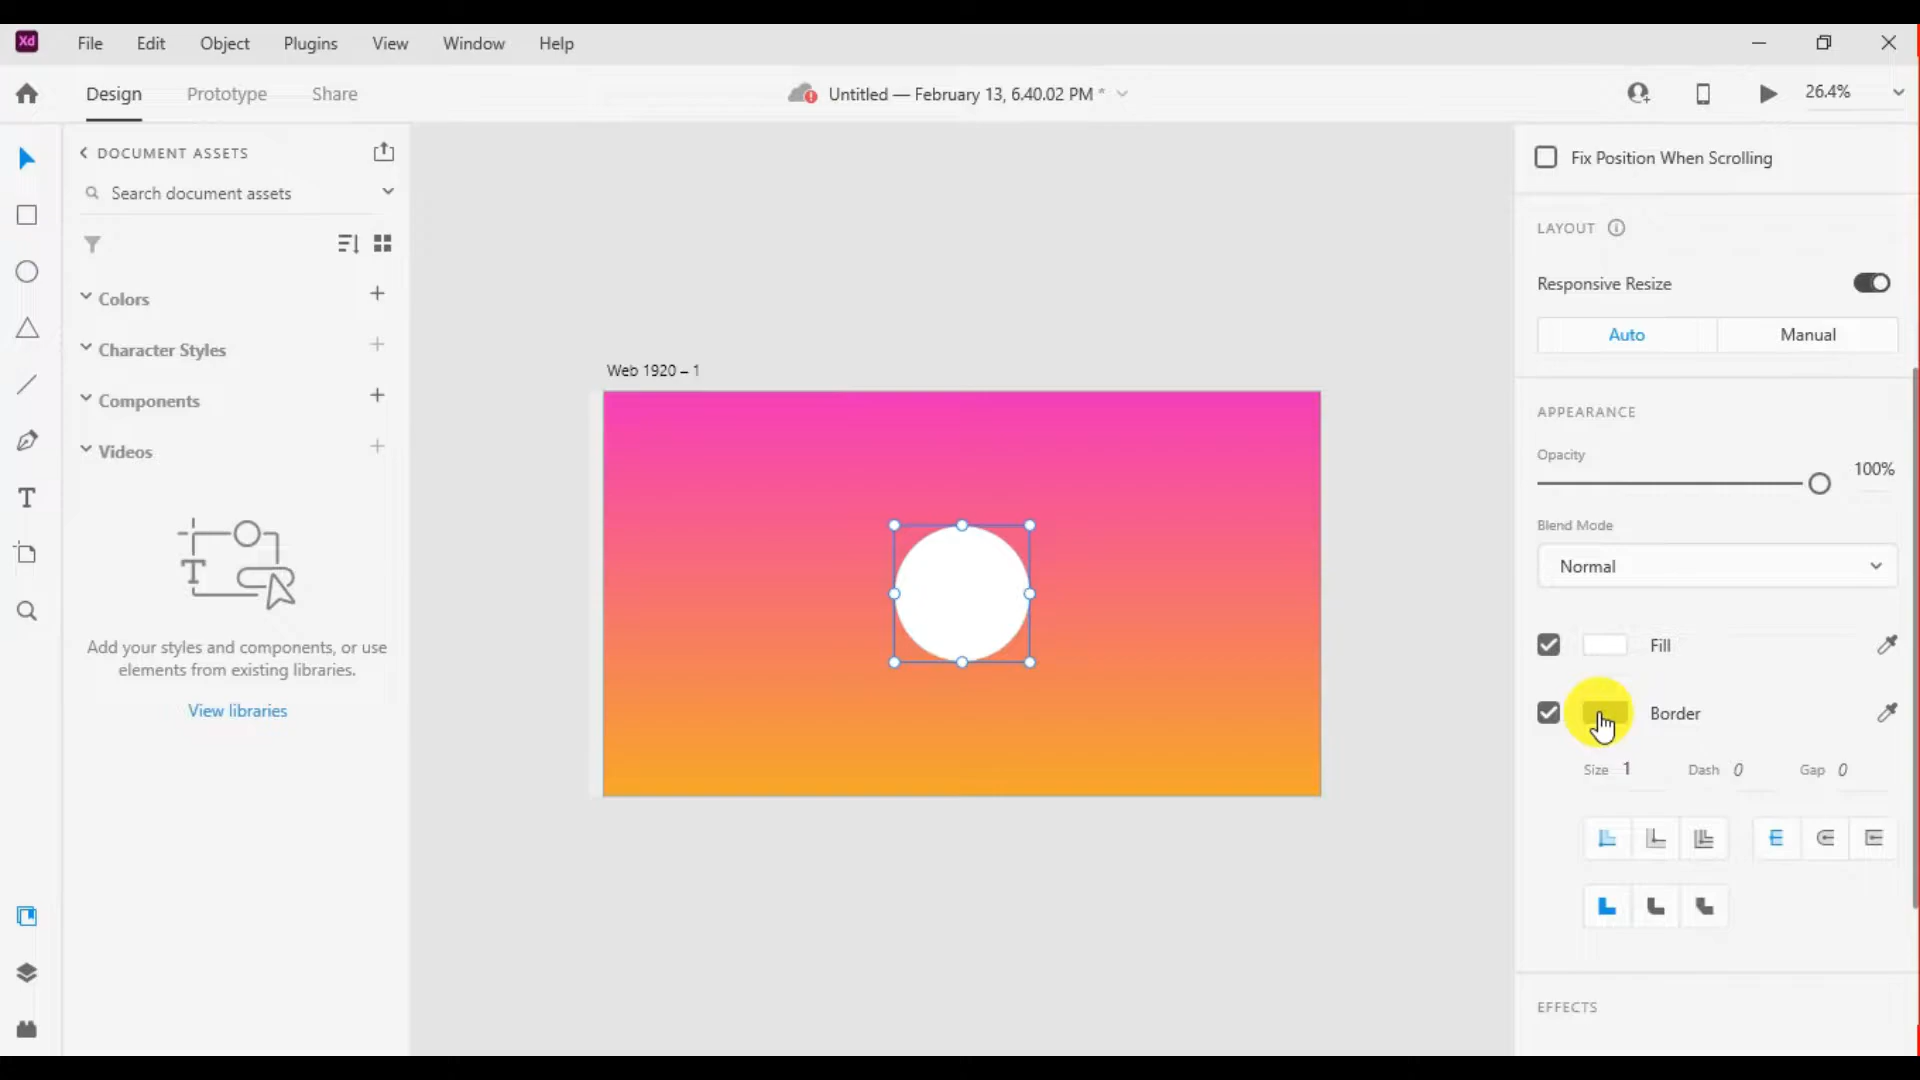 Xd File Edit Object Plugins View Window Help
Design Prototype Share Untitled — February 13, 6.40.02 PM * 26.4%
DOCUMENT ASSETS
Search document assets
Colors
Character Styles
Components
Videos
T
Add your styles and components, or use
elements from existing libraries.
View libraries
Web 1920 – 1
Fix Position When Scrolling
LAYOUT
Responsive Resize
Auto Manual
APPEARANCE
Opacity
100%
Blend Mode
Normal
Fill
Border
Size 1 Dash 0 Gap 0
EFFECTS